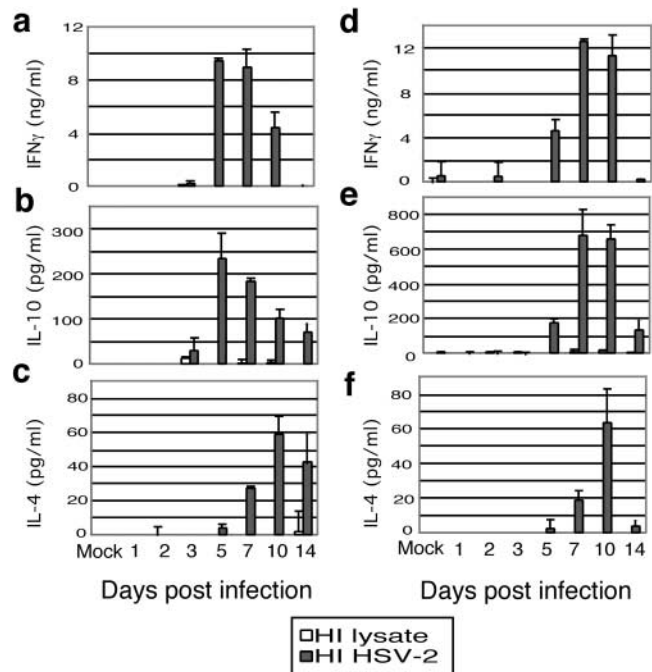 a
IFNγ (ng/ml)
12
8
4
0
b
IL-10 (pg/ml)
300
200
100
0
c
IL-4 (pg/ml)
80
60
40
20
0
Mock 1 2 3 5 7 10 14
Days post infection
d
IFNγ (ng/ml)
12
8
4
0
e
IL-10 (pg/ml)
800
600
400
200
0
f
IL-4 (pg/ml)
80
60
40
20
0
Mock 1 2 3 5 7 10 14
Days post infection
HI lysate
HI HSV-2